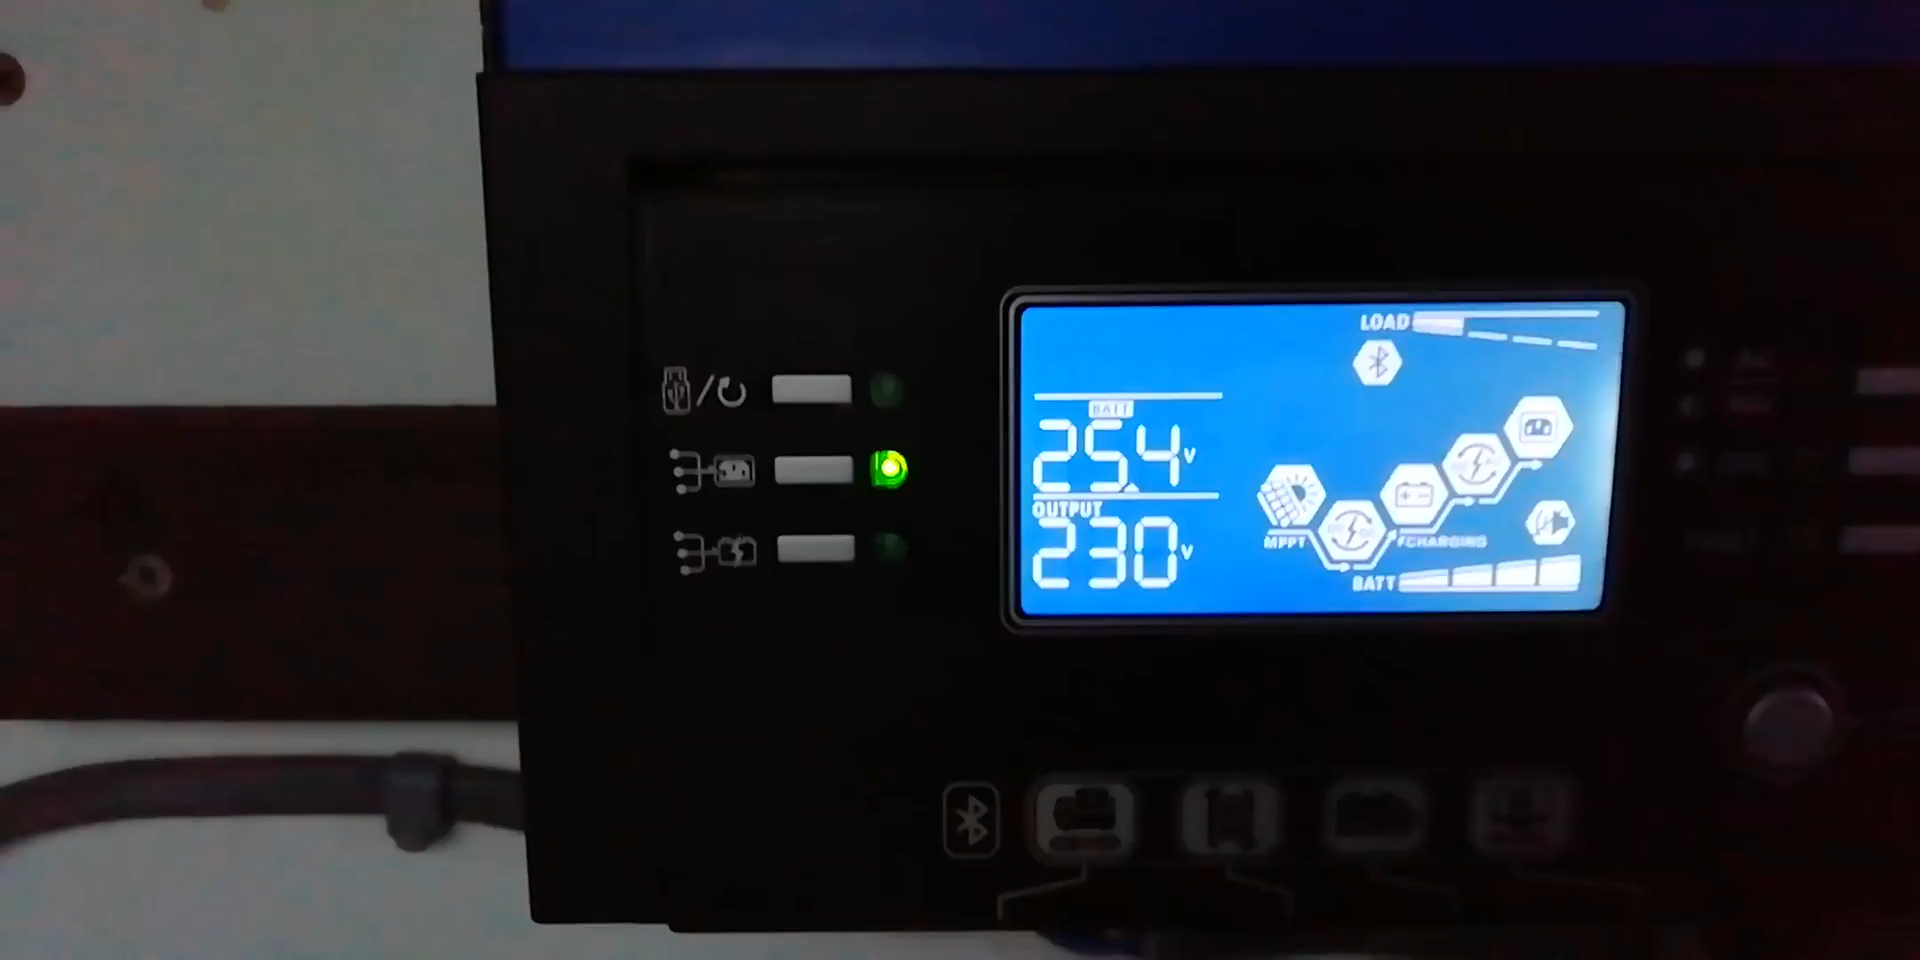 LOAD
BATT
25.4V
OUTPUT
230V
MPPT
CHARGING
BATT